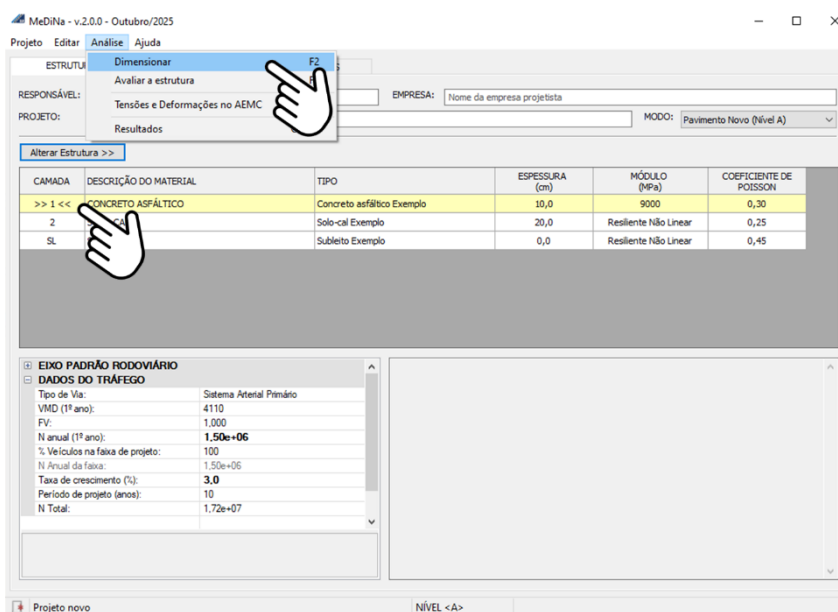 MeDiNa - v.2.0.0 - Outubro/2025
Projeto Editar Análise Ajuda
Dimensionar F2
Avaliar a estrutura
Tensões e Deformações no AEMC
Resultados
RESPONSÁVEL:
EMPRESA: Nome da empresa projetista
PROJETO:
MODO: Pavimento Novo (Nível A)
Alterar Estrutura >>
CAMADA DESCRIÇÃO DO MATERIAL TIPO ESPESSURA (cm) MÓDULO (MPa) COEFICIENTE DE POISSON
>> 1 << CONCRETO ASFÁLTICO Concreto asfáltico Exemplo 10,0 9000 0,30
2 Solo-cal Exemplo 20,0 Resiliente Não Linear 0,25
SL Subleito Exemplo 0,0 Resiliente Não Linear 0,45
EIXO PADRÃO RODOVIÁRIO
DADOS DO TRÁFEGO
Tipo de Via: Sistema Arterial Primário
VMD (1º ano): 4110
FV: 1,000
N anual (1º ano): 1,50e+06
% Veículos na faixa de projeto: 100
N Anual da faixa: 1,50e+06
Taxa de crescimento (%): 3,0
Período de projeto (anos): 10
N Total: 1,72e+07
Projeto novo
NÍVEL <A>